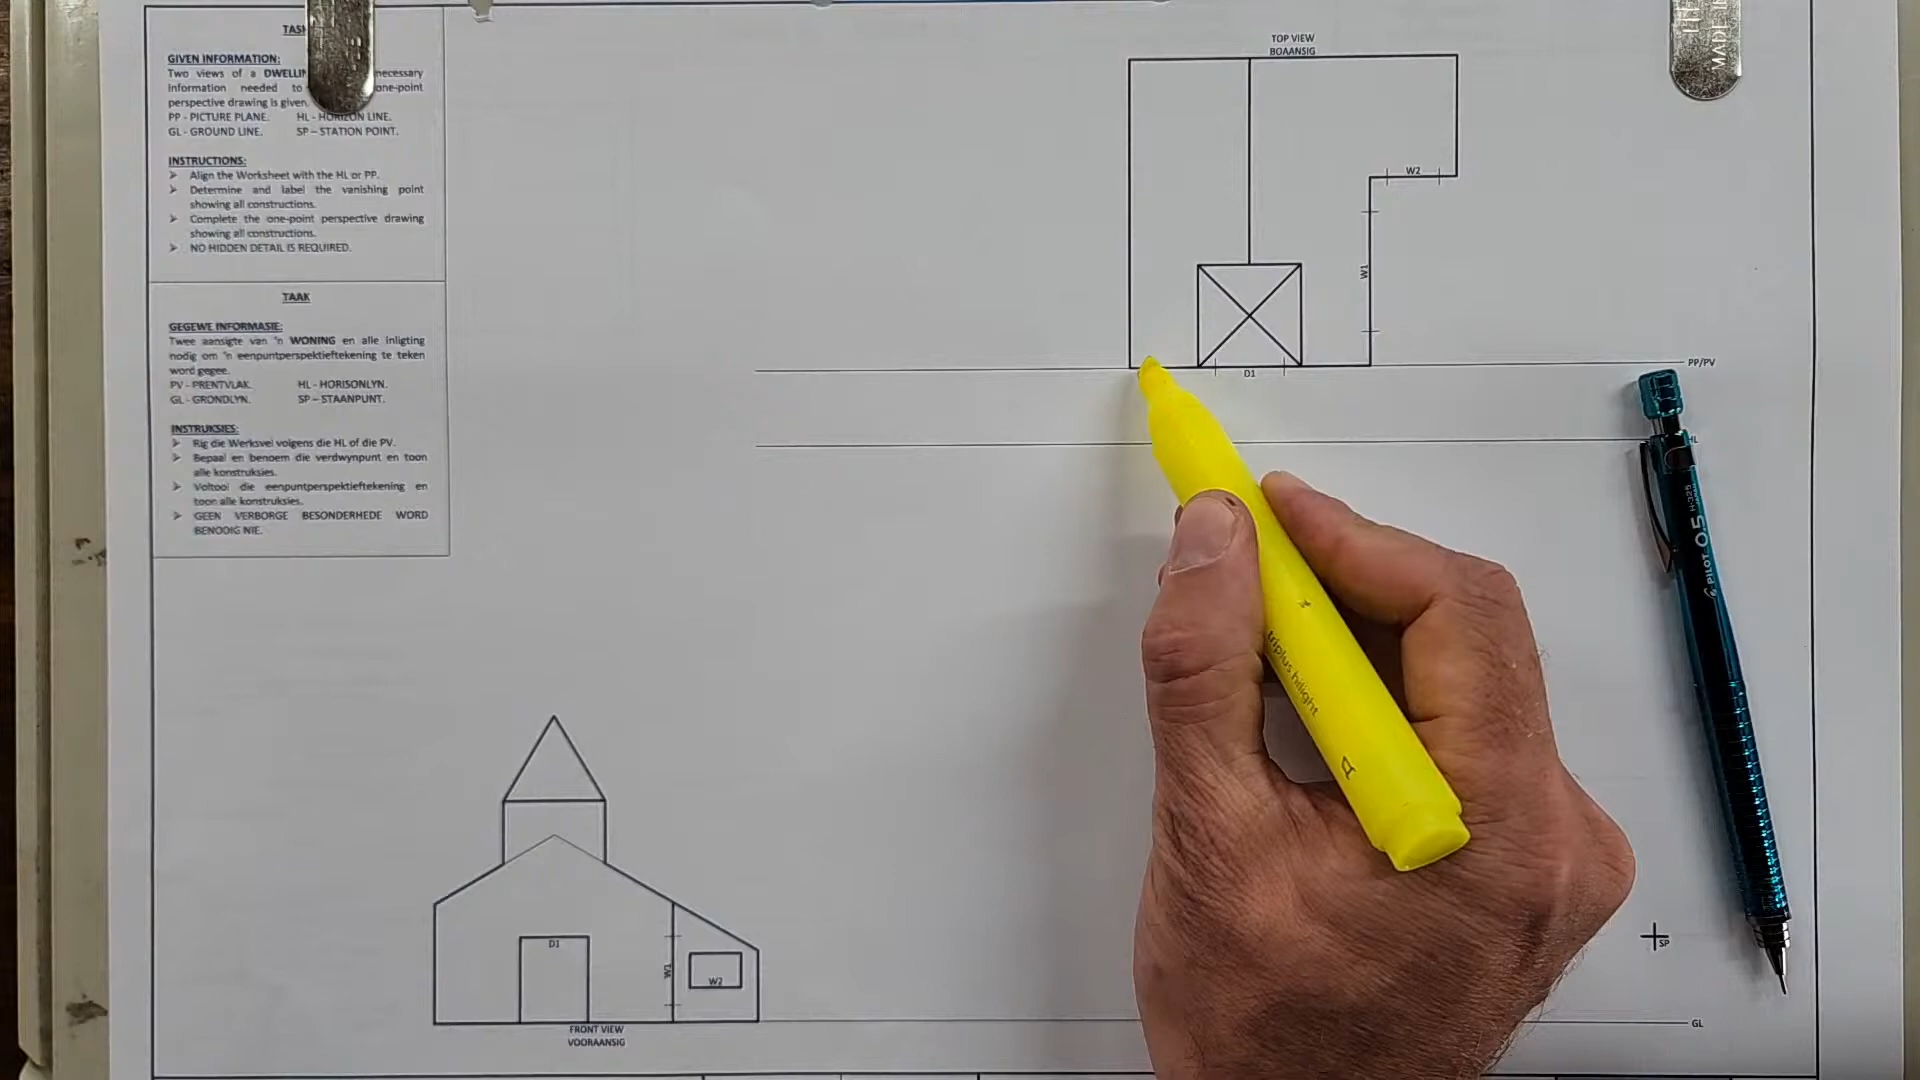 TAS
GIVEN INFORMATION:
Two views of a DWELLIN necessary
information needed to one-point
perspective drawing is given.
PP - PICTURE PLANE. HL - HORIZON LINE.
GL - GROUND LINE. SP – STATION POINT.
INSTRUCTIONS:
➢ Align the Worksheet with the HL or PP.
➢ Determine and label the vanishing point
showing all constructions.
➢ Complete the one-point perspective drawing
showing all constructions.
➢ NO HIDDEN DETAIL IS REQUIRED.
TAAK
GEGEWE INFORMASIE:
Twee aansigte van 'n WONING en alle inligting
nodig om 'n eenpuntperspektieftekening te teken
word gegee.
PV - PRENTVLAK. HL - HORISONLYN.
GL - GRONDLYN. SP – STAANPUNT.
INSTRUKSIES:
➢ Rig die Werksvel volgens die HL of die PV.
➢ Bepaal en benoem die verdwynpunt en toon
alle konstruksies.
➢ Voltooi die eenpuntperspektieftekening en
toon alle konstruksies.
➢ GEEN VERBORGE BESONDERHEDE WORD
BENODIG NIE.
TOP VIEW
BOAANSIG
W2
W1
D1
PP/PV
HL
SP
GL
D1
W1
W2
FRONT VIEW
VOORAANSIG
triplus hilight
PILOT 0.5 H-325
MADE IN